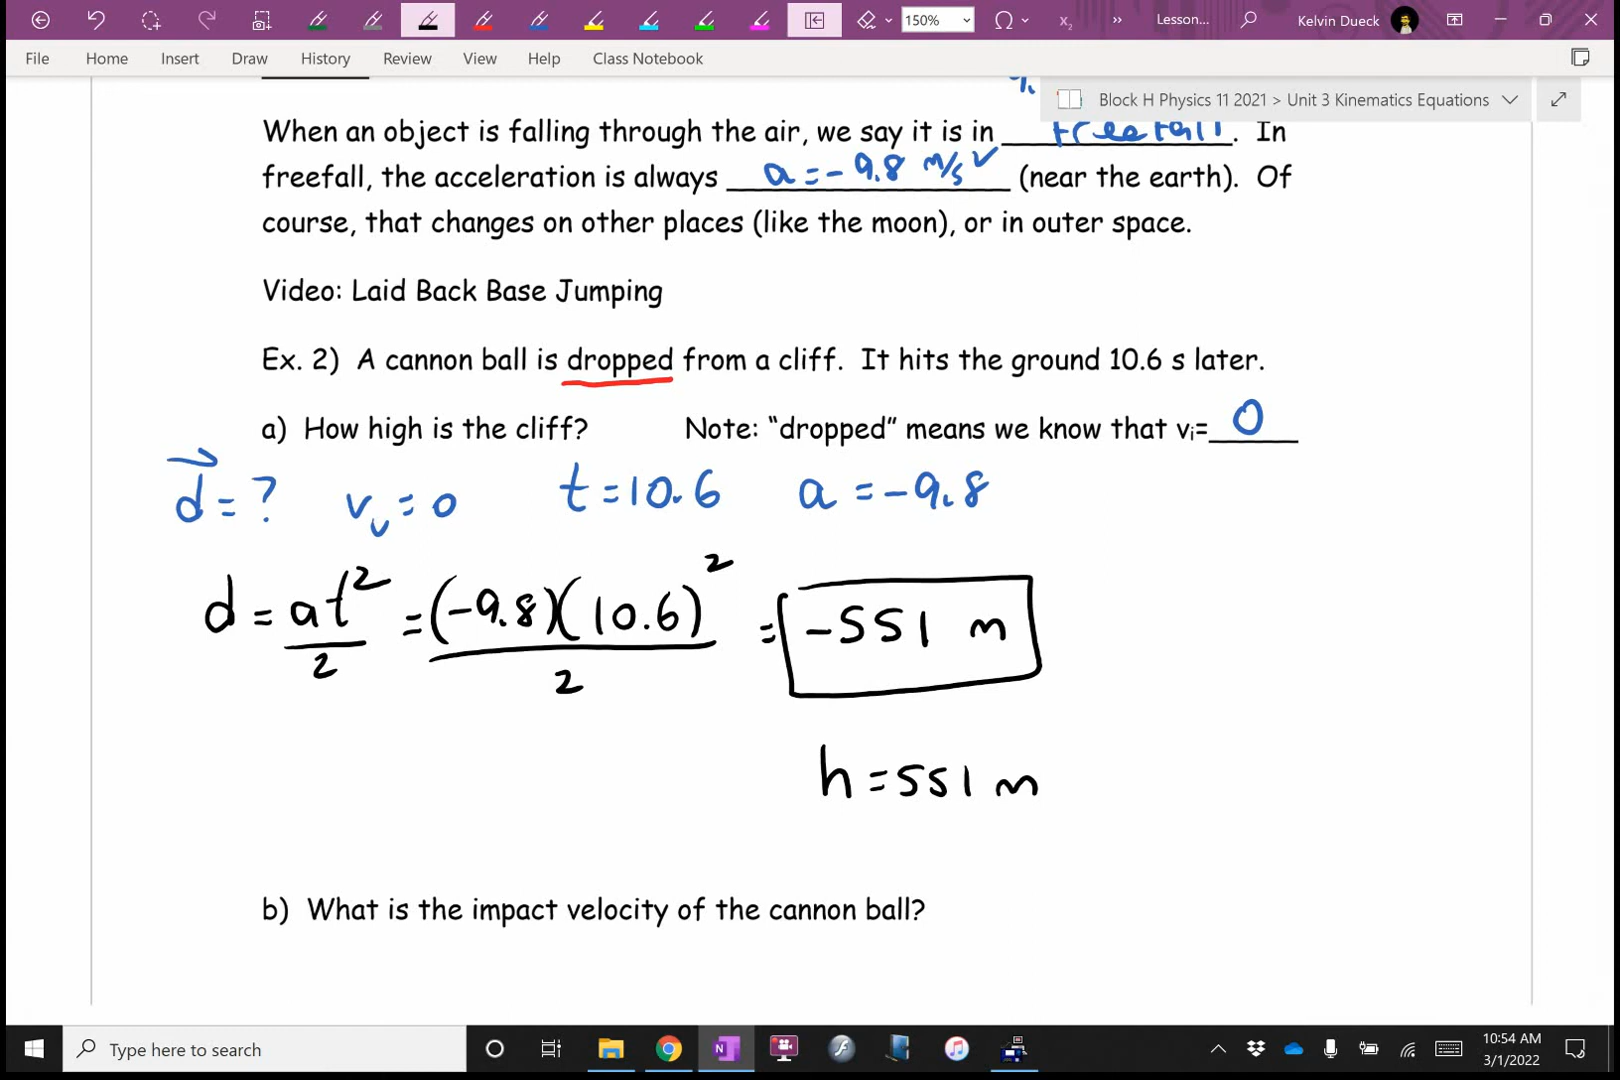 150%
Lesson...
Kelvin Dueck
File Home Insert Draw History Review View Help Class Notebook
Block H Physics 11 2021 > Unit 3 Kinematics Equations
When an object is falling through the air, we say it is in freefall. In
freefall, the acceleration is always a = -9.8 m/s² (near the earth). Of
course, that changes on other places (like the moon), or in outer space.
Video: Laid Back Base Jumping
Ex. 2) A cannon ball is dropped from a cliff. It hits the ground 10.6 s later.
a) How high is the cliff? Note: "dropped" means we know that vᵢ= 0
d⃗ = ? vᵢ = 0 t = 10.6 a = -9.8
d = at²/2 = (-9.8)(10.6)²/2 = -551 m
h = 551 m
b) What is the impact velocity of the cannon ball?
Type here to search
10:54 AM
3/1/2022